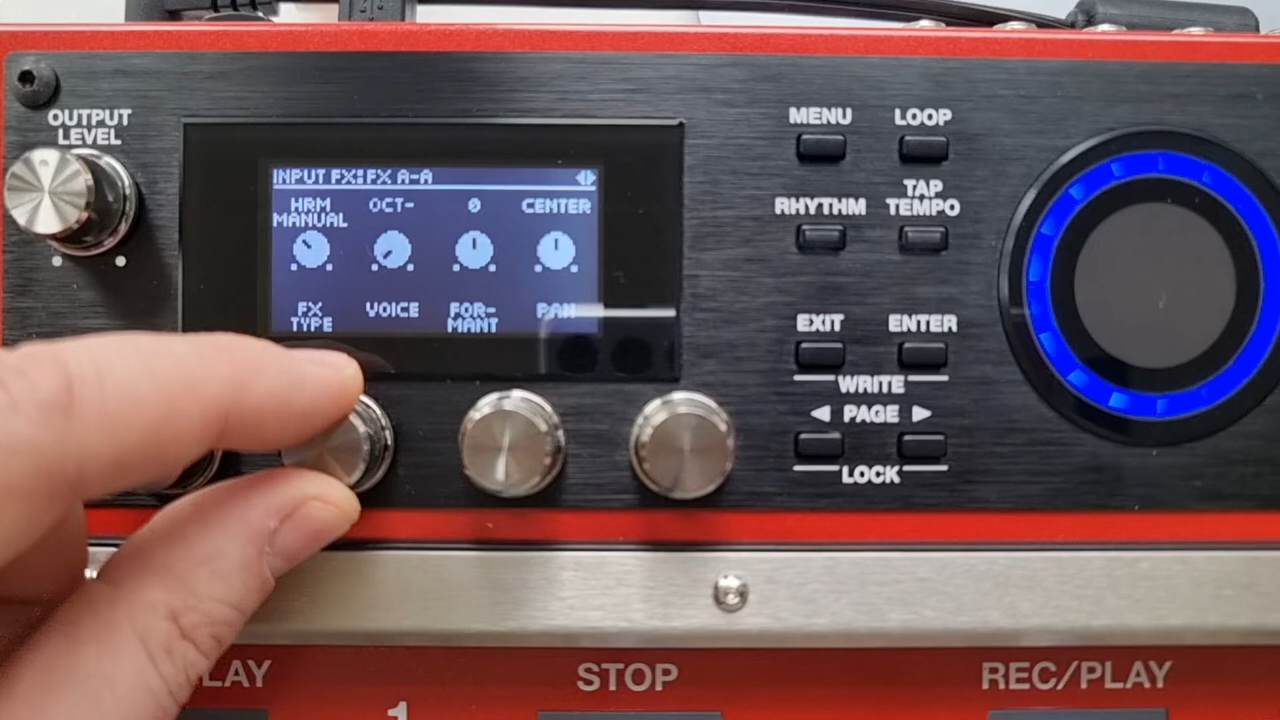 OUTPUT
LEVEL
INPUT FX:FX A-A
HRM
MANUAL
OCT-
0
CENTER
FX
TYPE
VOICE
FOR-
MANT
PAN
MENU
LOOP
RHYTHM
TAP
TEMPO
EXIT
ENTER
WRITE
◀ PAGE ▶
LOCK
LAY
STOP
REC/PLAY
1